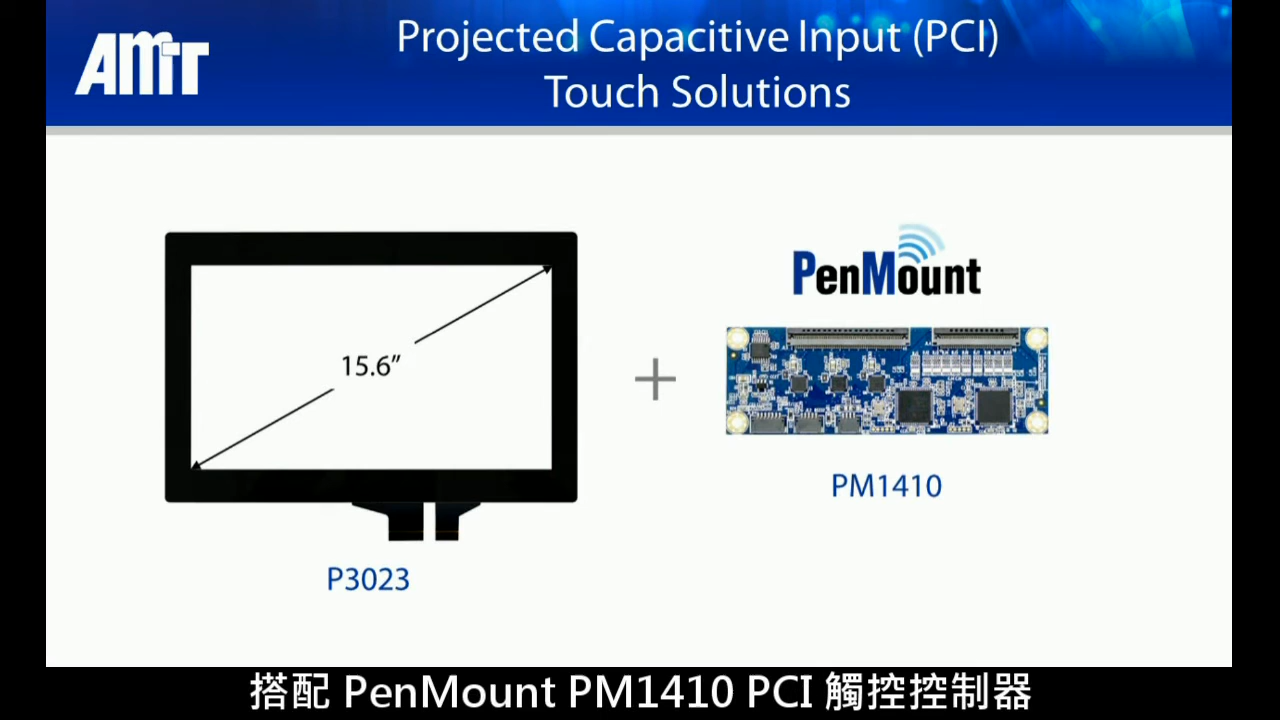 AMT
Projected Capacitive Input (PCI)
Touch Solutions
15.6”
P3023
PenMount
PM1410
搭配 PenMount PM1410 PCI 觸控控制器